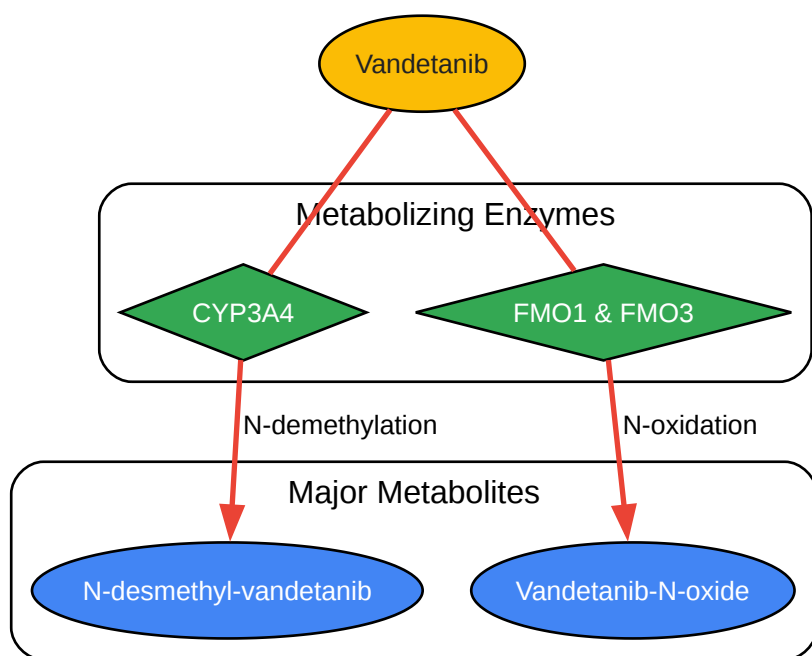 Vandetanib
Metabolizing Enzymes
CYP3A4
FMO1 & FMO3
N-demethylation
N-oxidation
Major Metabolites
N-desmethyl-vandetanib
Vandetanib-N-oxide